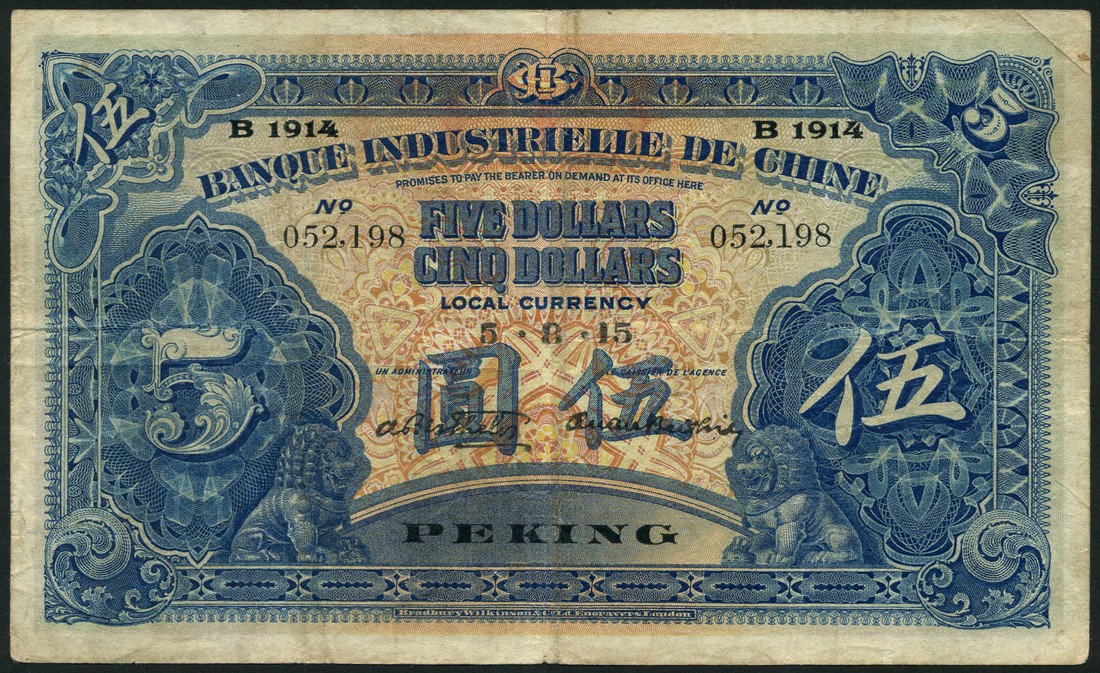 伍
5
B 1914 B 1914
BANQUE INDUSTRIELLE DE CHINE
PROMISES TO PAY THE BEARER ON DEMAND AT ITS OFFICE HERE
Nº Nº
052,198 FIVE DOLLARS 052,198
CINQ DOLLARS
LOCAL CURRENCY
5 · 8 · 15
UN ADMINISTRATEUR LE CAISSIER DE L'AGENCE
5 圓 伍 伍
PEKING
Bradbury Wilkinson & Co Ld Engravers London